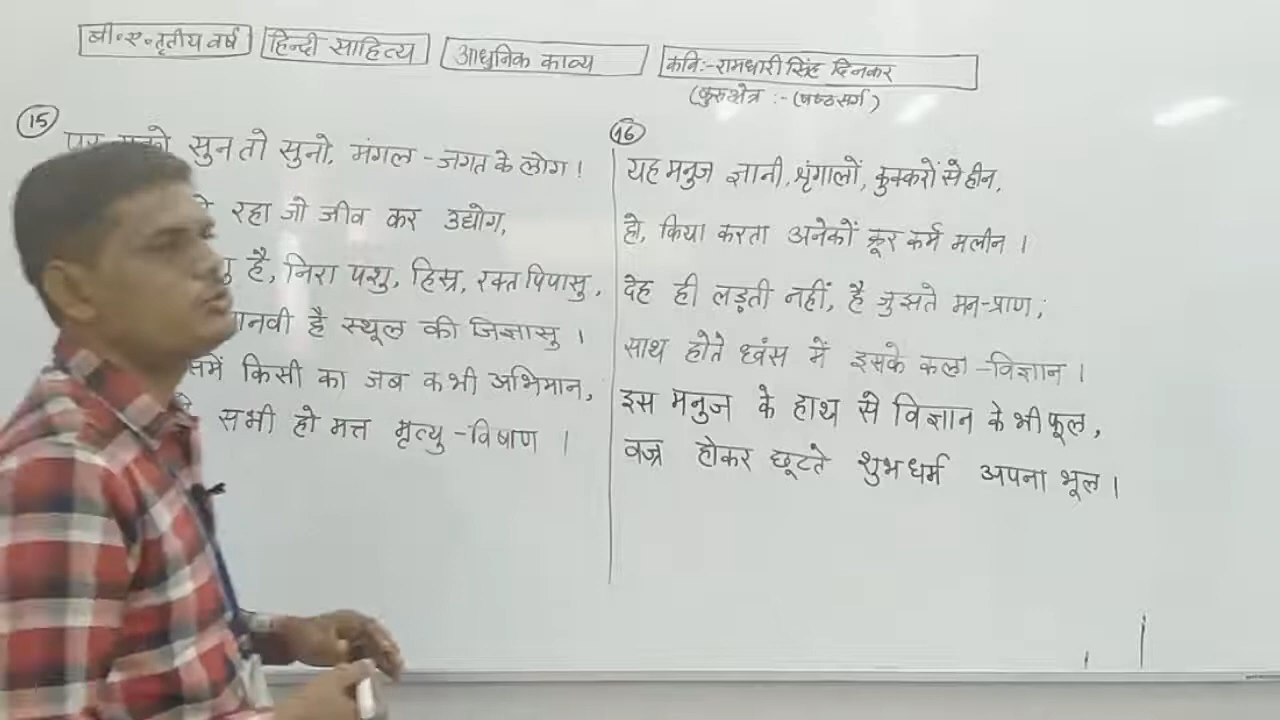 बी॰ए॰तृतीय वर्ष
हिन्दी साहित्य
आधुनिक काव्य
कवि:-रामधारी सिंह दिनकर
(कुरुक्षेत्र :- (षष्ठ सर्ग)
15
सुन तो सुनो, मंगल-जगत के लोग!
रहा जो जीव कर उद्योग,
है, निरा पशु, हिंस्र, रक्त पिपासु,
है स्थूल की जिज्ञासु।
किसी का जब कभी अभिमान,
सभी हो मत्त मृत्यु-विषाण।
16
यह मनुज ज्ञानी, शृंगालों, कुक्करों से हीन,
हो, किया करता अनेकों क्रूर कर्म मलीन।
देह ही लड़ती नहीं, है जुझते मन-प्राण;
साथ होते ध्वंस में इसके कला-विज्ञान।
इस मनुज के हाथ से विज्ञान के भी फूल,
वज्र होकर छूटते शुभ धर्म अपना भूल।